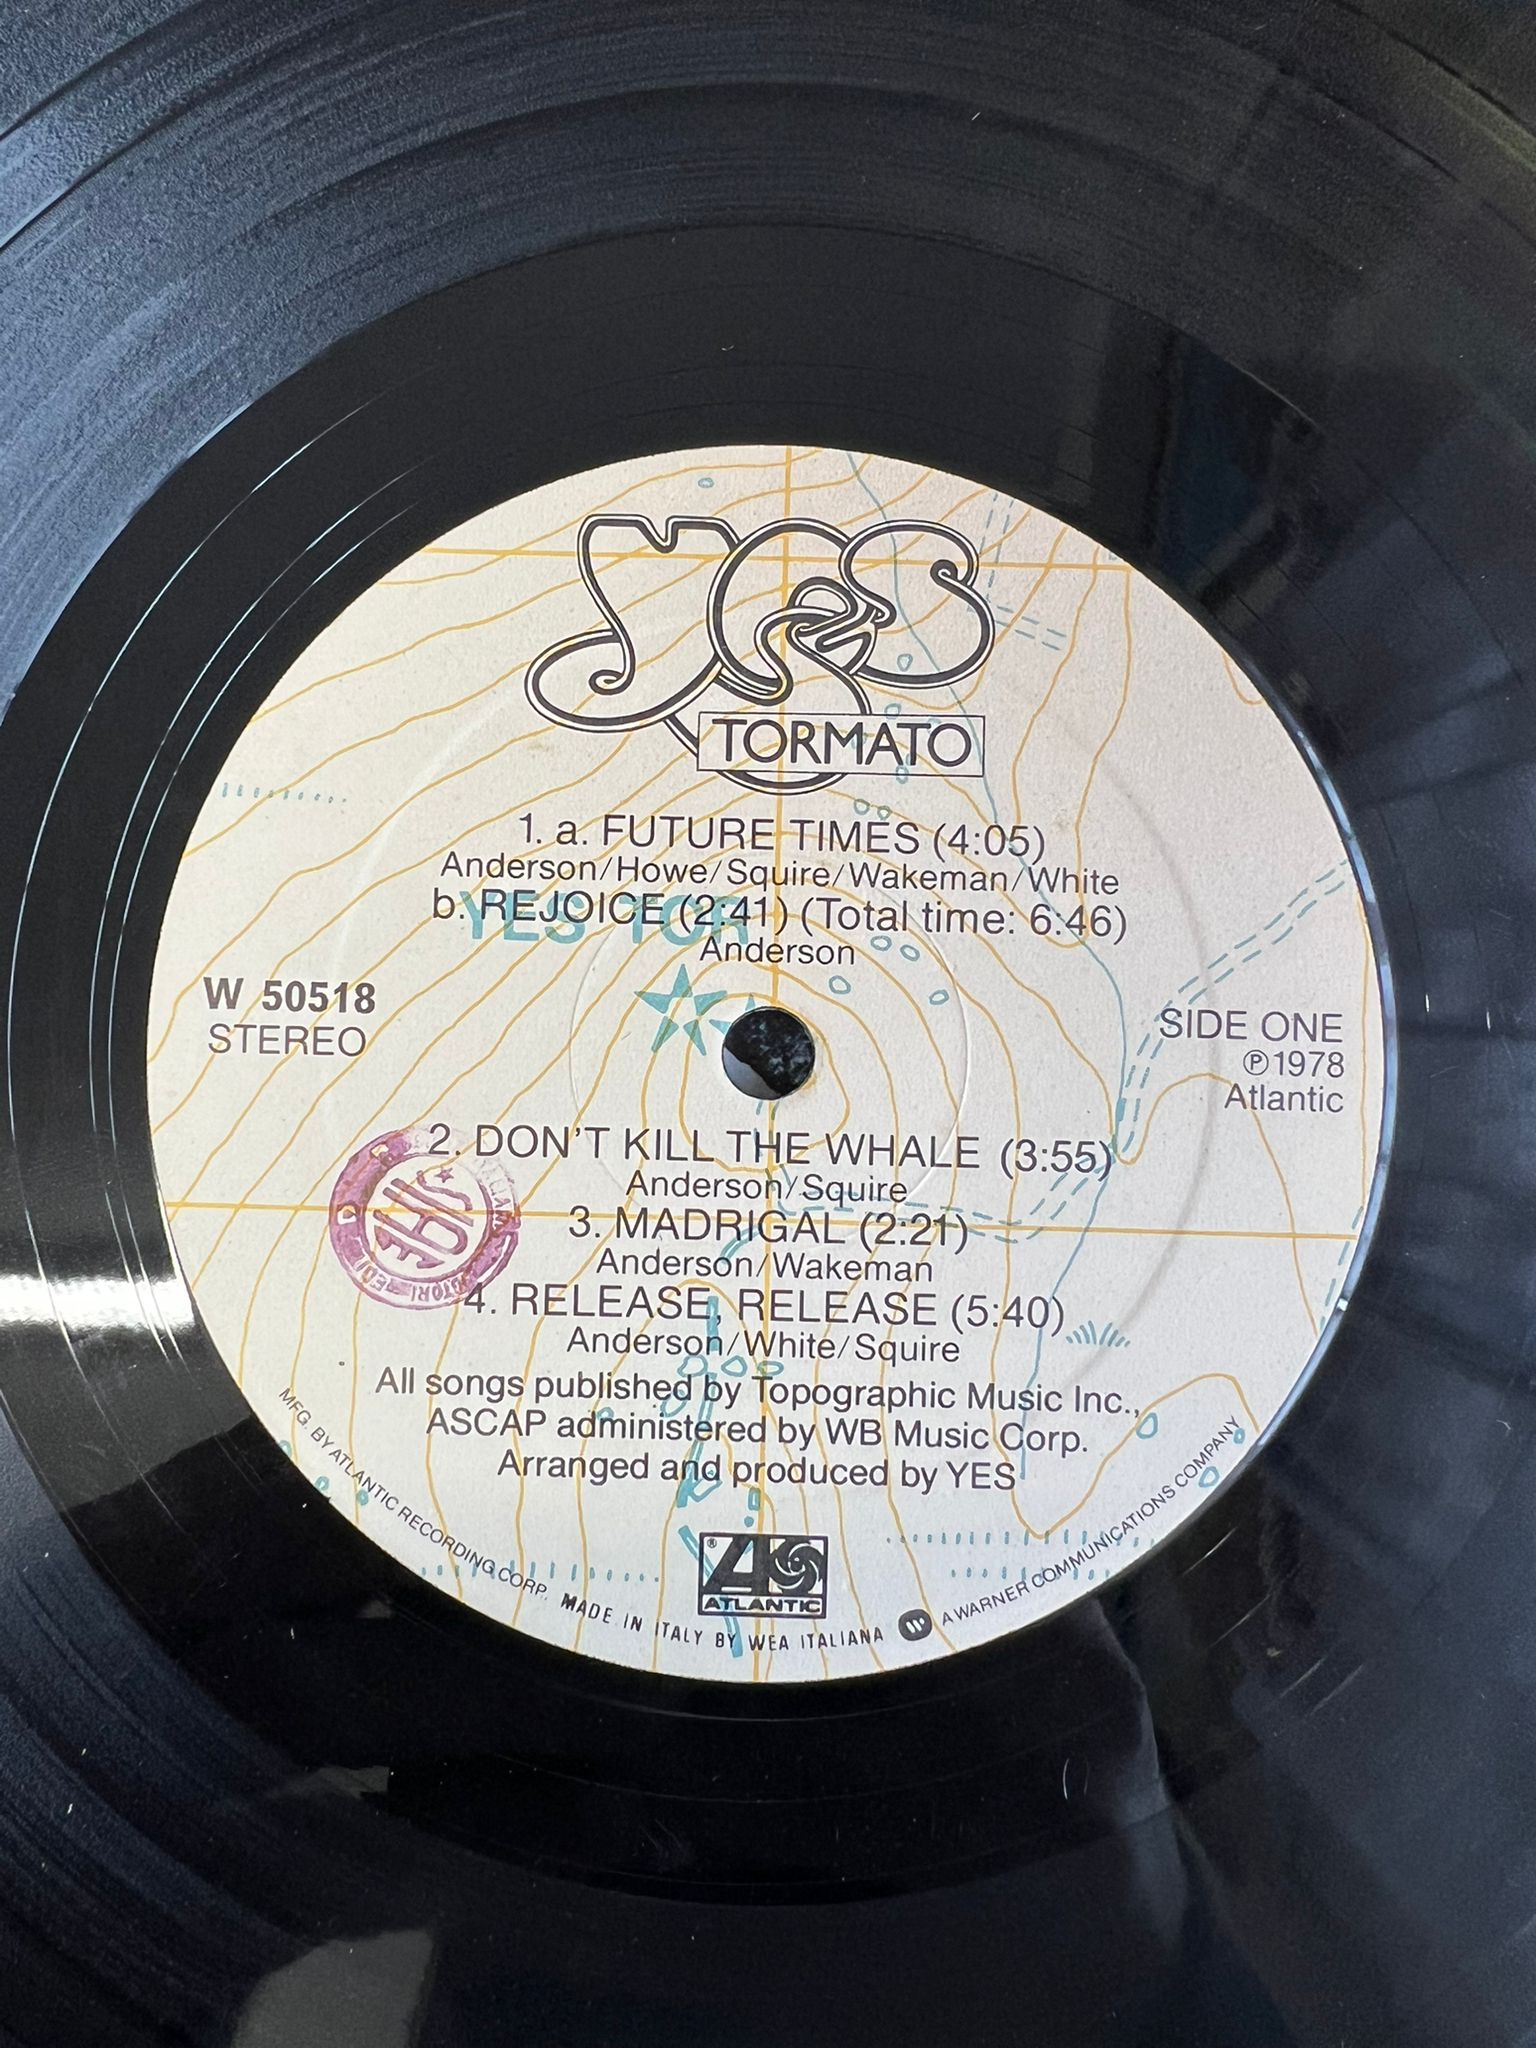 YES
TORMATO
1. a. FUTURE TIMES (4:05)
Anderson/Howe/Squire/Wakeman/White
b. REJOICE (2:41) (Total time: 6:46)
Anderson
YES TOR
W 50518
STEREO
SIDE ONE
℗ 1978
Atlantic
2. DON'T KILL THE WHALE (3:55)
Anderson/Squire
3. MADRIGAL (2:21)
Anderson/Wakeman
4. RELEASE, RELEASE (5:40)
Anderson/White/Squire
All songs published by Topographic Music Inc.,
ASCAP administered by WB Music Corp.
Arranged and produced by YES
®
ATLANTIC
MFG. BY ATLANTIC RECORDING CORP., MADE IN ITALY BY WEA ITALIANA A WARNER COMMUNICATIONS COMPANY